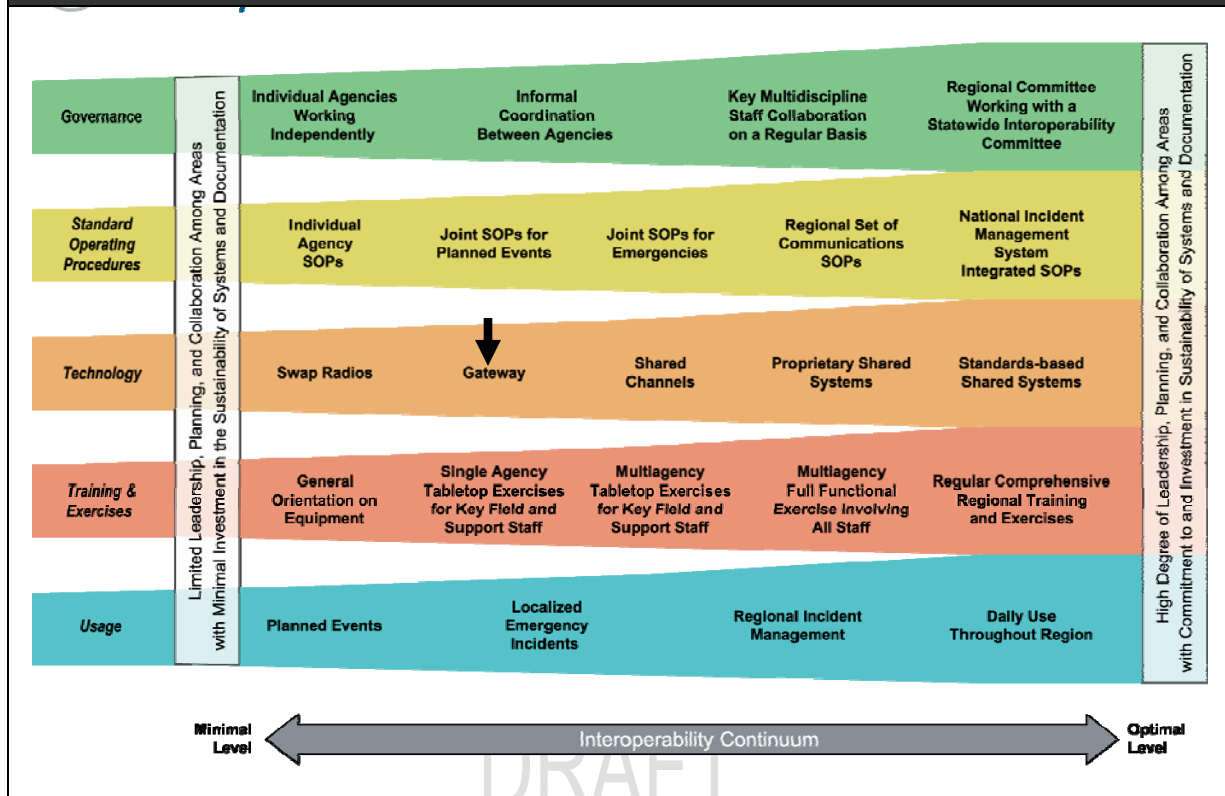 Governance
Individual Agencies
Working
Independently
Informal
Coordination
Between Agencies
Key Multidiscipline
Staff Collaboration
on a Regular Basis
Regional Committee
Working with a
Statewide Interoperability
Committee
Standard
Operating
Procedures
Individual
Agency
SOPs
Joint SOPs for
Planned Events
Joint SOPs for
Emergencies
Regional Set of
Communications
SOPs
National Incident
Management
System
Integrated SOPs
Technology
Swap Radios
Gateway
Shared
Channels
Proprietary Shared
Systems
Standards-based
Shared Systems
Training &
Exercises
General
Orientation on
Equipment
Single Agency
Tabletop Exercises
for Key Field and
Support Staff
Multiagency
Tabletop Exercises
for Key Field and
Support Staff
Multiagency
Full Functional
Exercise Involving
All Staff
Regular Comprehensive
Regional Training
and Exercises
Usage
Planned Events
Localized
Emergency
Incidents
Regional Incident
Management
Daily Use
Throughout Region
Limited Leadership, Planning, and Collaboration Among Areas
with Minimal Investment in the Sustainability of Systems and Documentation
High Degree of Leadership, Planning, and Collaboration Among Areas
with Commitment to and Investment in Sustainability of Systems and Documentation
Minimal
Level
Interoperability Continuum
Optimal
Level
DRAFT